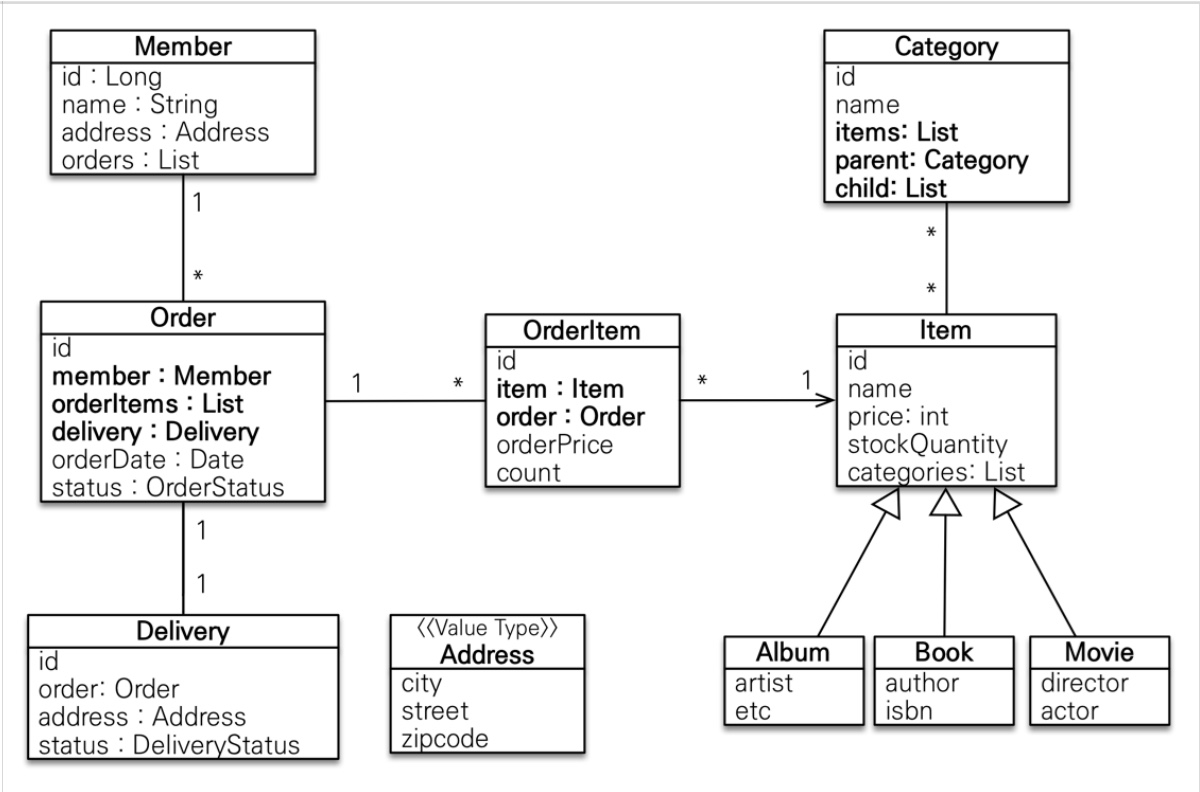 Member
id : Long
name : String
address : Address
orders : List
1
*
Category
id
name
items: List
parent: Category
child: List
*
*
Order
id
member : Member
orderItems : List
delivery : Delivery
orderDate : Date
status : OrderStatus
1
*
OrderItem
id
item : Item
order : Order
orderPrice
count
*
1
Item
id
name
price: int
stockQuantity
categories: List
1
1
Delivery
id
order: Order
address : Address
status : DeliveryStatus
《Value Type》
Address
city
street
zipcode
Album
artist
etc
Book
author
isbn
Movie
director
actor